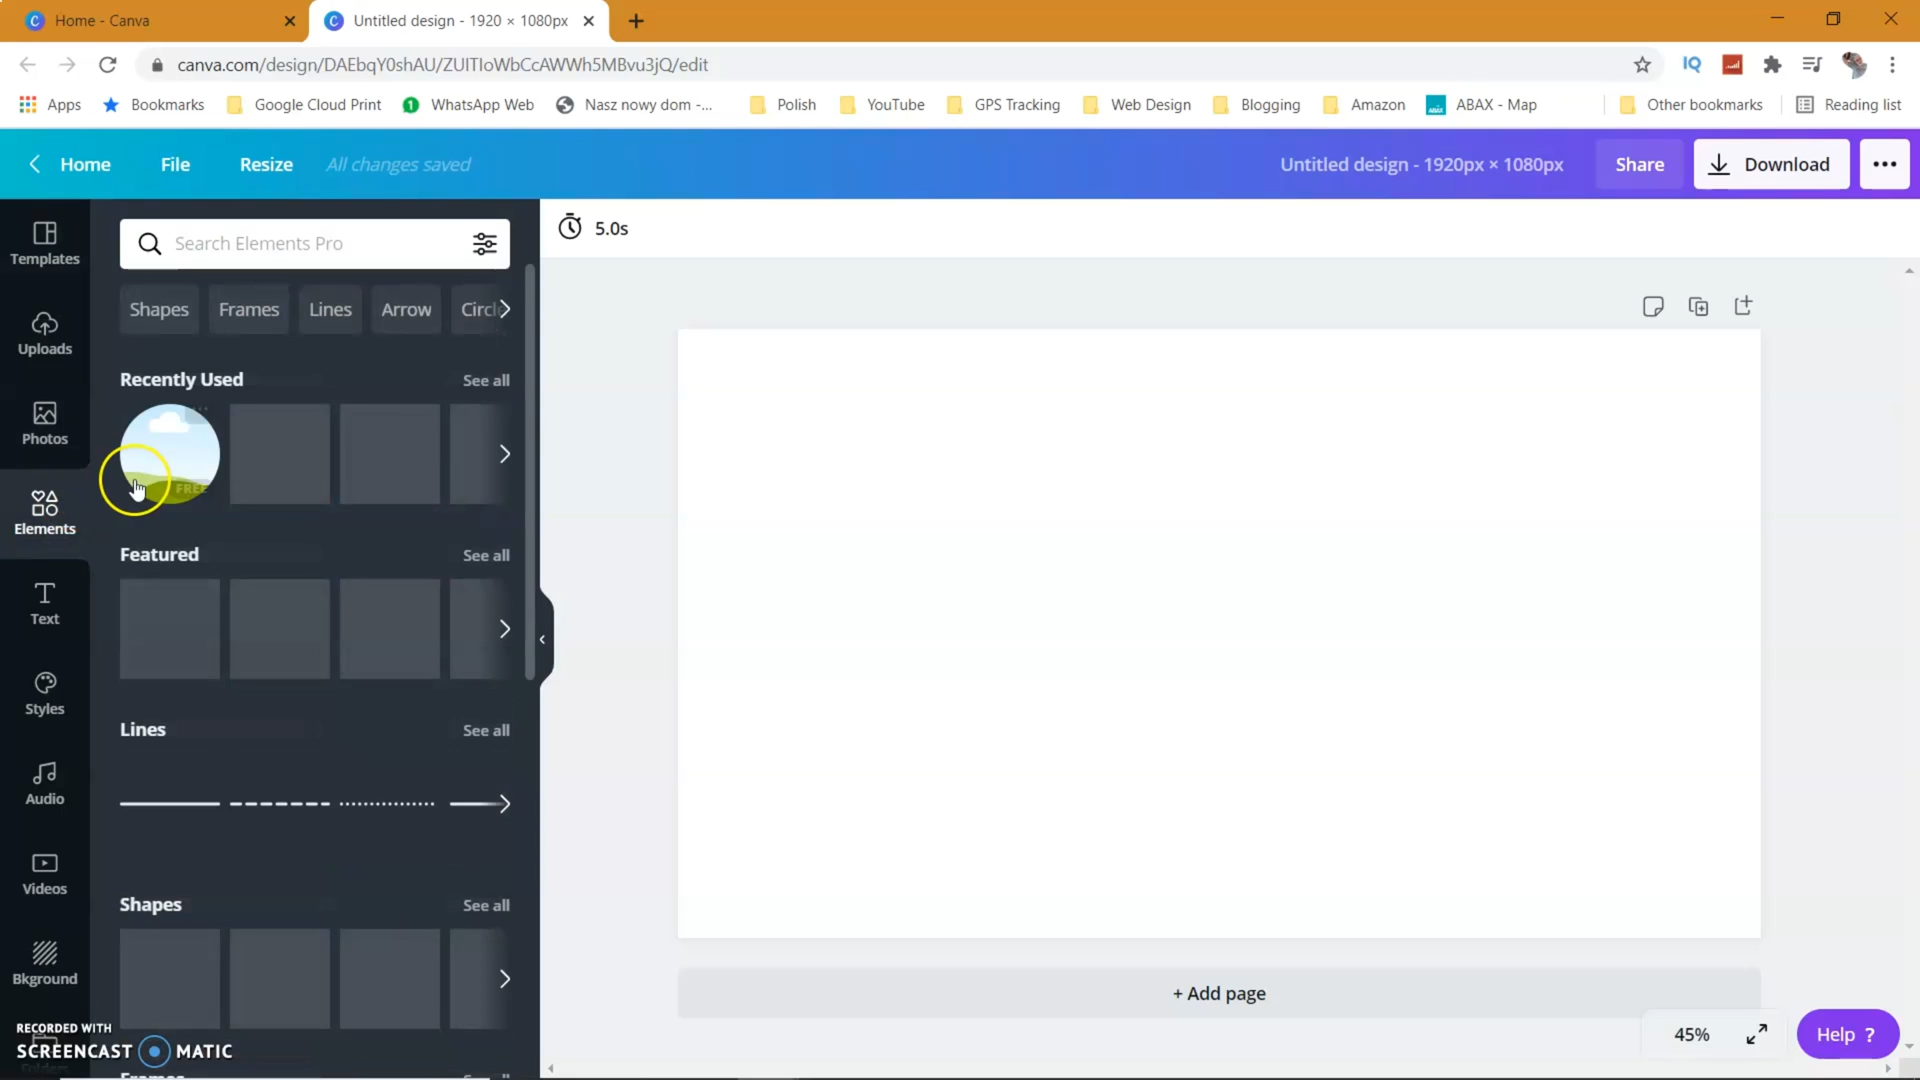 Home - Canva
Untitled design - 1920 × 1080px
canva.com/design/DAEbqY0shAU/ZUITIoWbCcAWWh5MBvu3jQ/edit
Apps
Bookmarks
Google Cloud Print
WhatsApp Web
Nasz nowy dom -...
Polish
YouTube
GPS Tracking
Web Design
Blogging
Amazon
ABAX - Map
Other bookmarks
Reading list
Home
File
Resize
All changes saved
Untitled design - 1920px × 1080px
Share
Download
Templates
Uploads
Photos
Elements
Text
Styles
Audio
Videos
Bkground
Search Elements Pro
Shapes
Frames
Lines
Arrow
Circle
Recently Used
See all
FREE
Featured
See all
Lines
See all
Shapes
See all
5.0s
+ Add page
45%
Help ?
RECORDED WITH
SCREENCAST MATIC